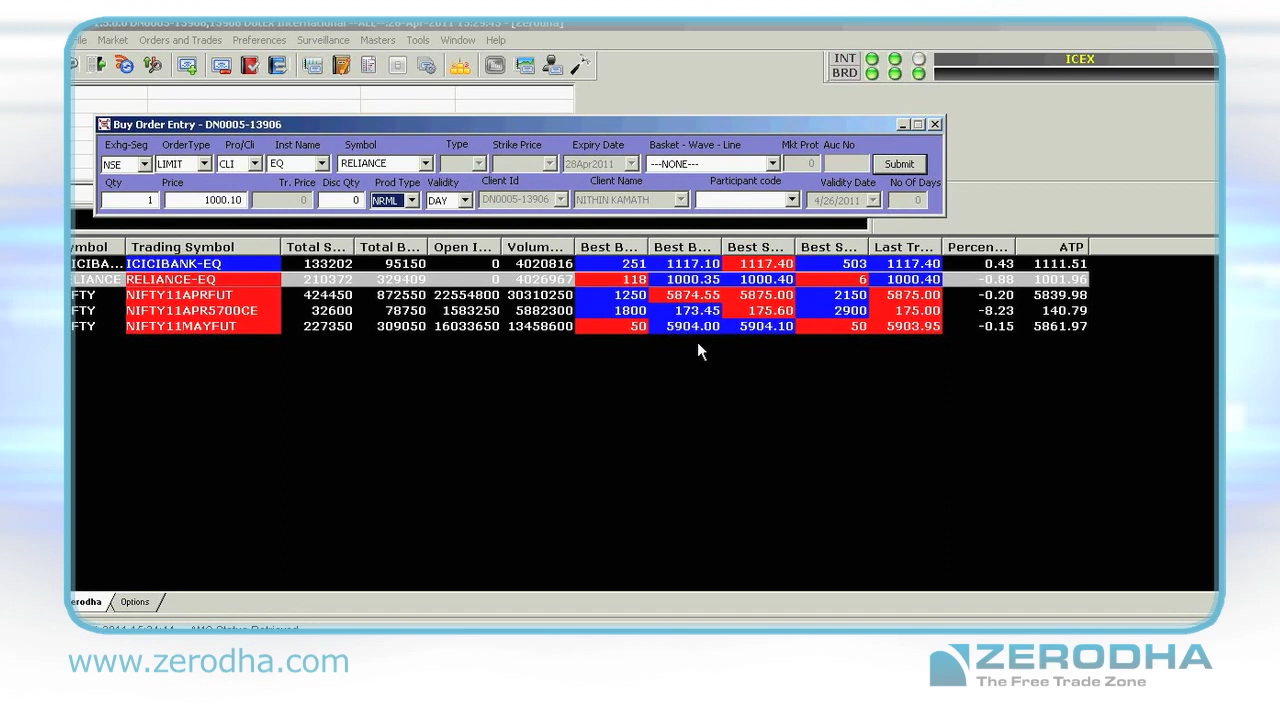 File Market Orders and Trades Preferences Surveillance Masters Tools Window Help
INT
BRD
ICEX
Buy Order Entry - DN0005-13906
Exhg-Seg OrderType Pro/Cli Inst Name Symbol Type Strike Price Expiry Date Basket - Wave - Line Mkt Prot Auc No
NSE LIMIT CLI EQ RELIANCE 28Apr2011 ---NONE--- 0 Submit
Qty Price Tr. Price Disc Qty Prod Type Validity Client Id Client Name Participant code Validity Date No Of Days
1 1000.10 0 0 NRML DAY DN0005-13906 NITHIN KAMATH 4/26/2011 0
mbol Trading Symbol Total S... Total B... Open I... Volum... Best B... Best B... Best S... Best S... Last Tr... Percen... ATP
ICICIBA... ICICIBANK-EQ 133202 95150 0 4020816 251 1117.10 1117.40 503 1117.40 0.43 1111.51
LIANCE RELIANCE-EQ 210372 329409 0 4026967 118 1000.35 1000.40 6 1000.40 -0.88 1001.96
FTY NIFTY11APRFUT 424450 872550 22554800 30310250 1250 5874.55 5875.00 2150 5875.00 -0.20 5839.98
FTY NIFTY11APR5700CE 32600 78750 1583250 5882300 1800 173.45 175.60 2900 175.00 -8.23 140.79
FTY NIFTY11MAYFUT 227350 309050 16033650 13458600 50 5904.00 5904.10 50 5903.95 -0.15 5861.97
erodha Options
www.zerodha.com
ZERODHA
The Free Trade Zone